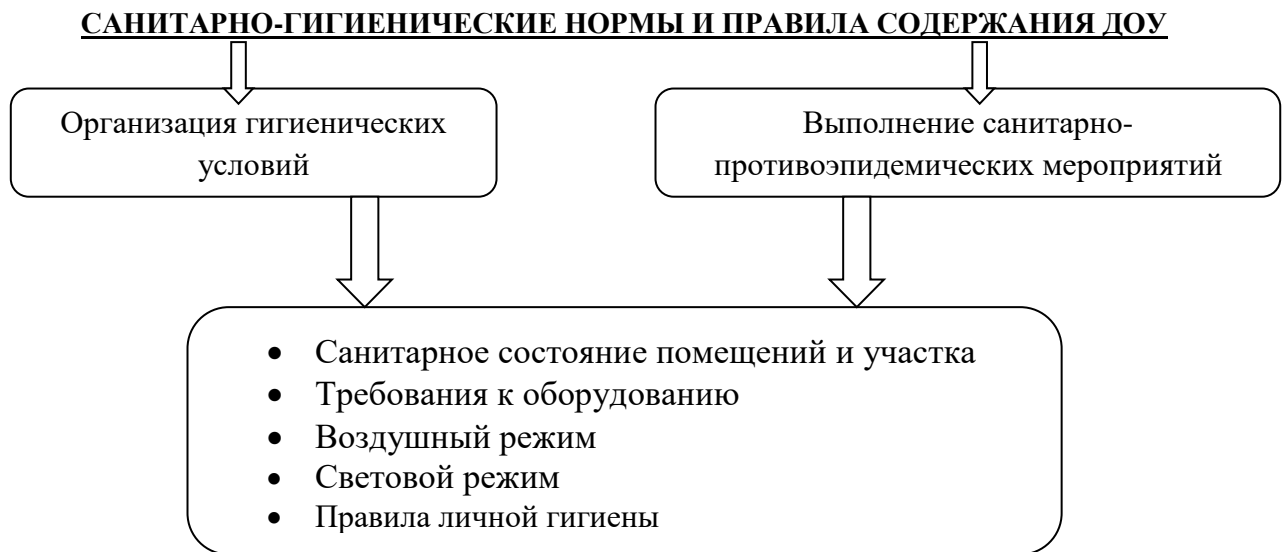 САНИТАРНО-ГИГИЕНИЧЕСКИЕ НОРМЫ И ПРАВИЛА СОДЕРЖАНИЯ ДОУ
Организация гигиенических
условий
Выполнение санитарно-
противоэпидемических мероприятий
• Санитарное состояние помещений и участка
• Требования к оборудованию
• Воздушный режим
• Световой режим
• Правила личной гигиены